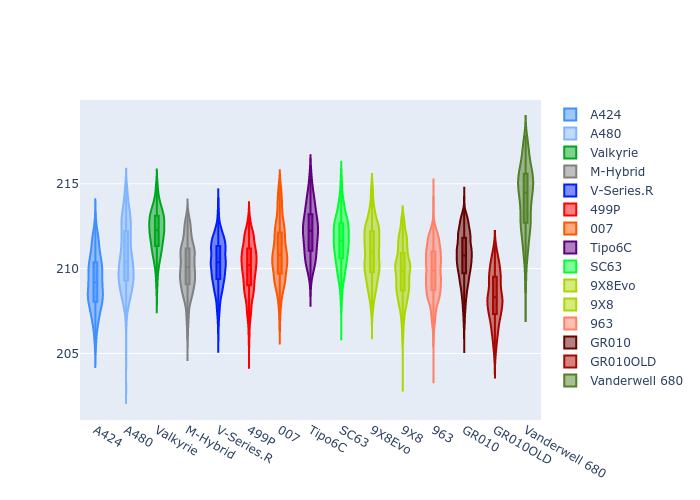 215
210
205
A424
A480
Valkyrie
M-Hybrid
V-Series.R
499P
007
Tipo6C
SC63
9X8Evo
9X8
963
GR010
GR010OLD
Vanderwell 680
A424
A480
Valkyrie
M-Hybrid
V-Series.R
499P
007
Tipo6C
SC63
9X8Evo
9X8
963
GR010
GR010OLD
Vanderwell 680